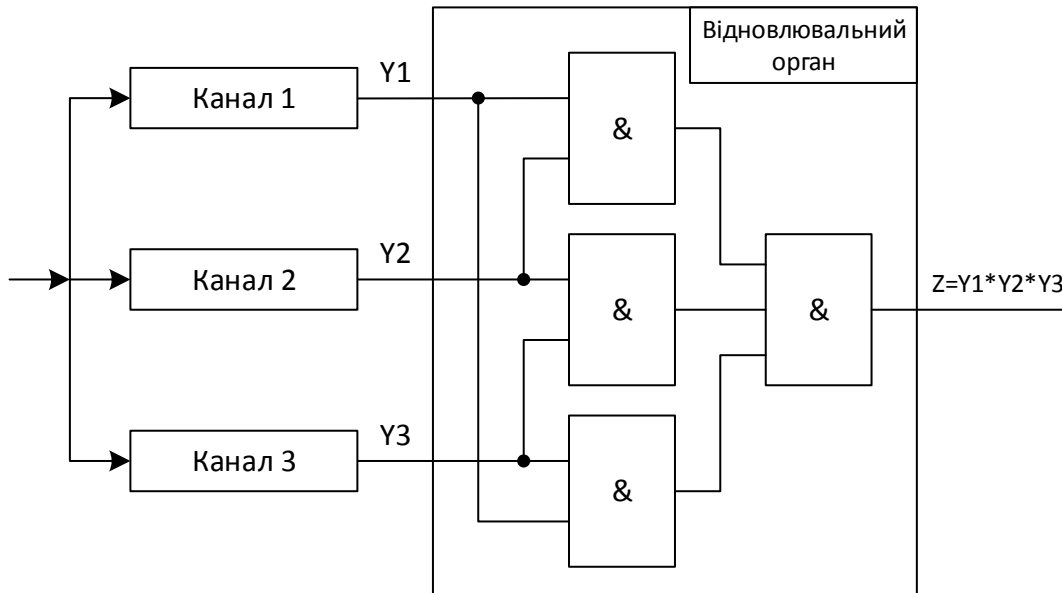 Відновлювальний
орган
Y1
Канал 1
&
Y2
Канал 2
&
&
Z=Y1*Y2*Y3
Y3
Канал 3
&